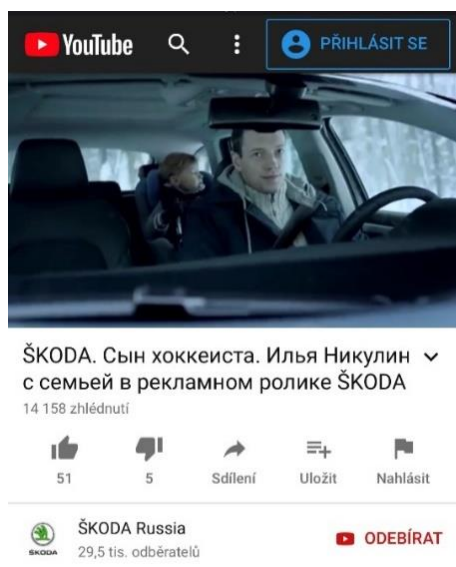 YouTube PŘIHLÁSIT SE
ŠKODA. Сын хоккеиста. Илья Никулин
с семьей в рекламном ролике ŠKODA
14 158 zhlédnutí
51 5 Sdílení Uložit Nahlásit
ŠKODA Russia
29,5 tis. odběratelů
ŠKODA
ODEBÍRAT